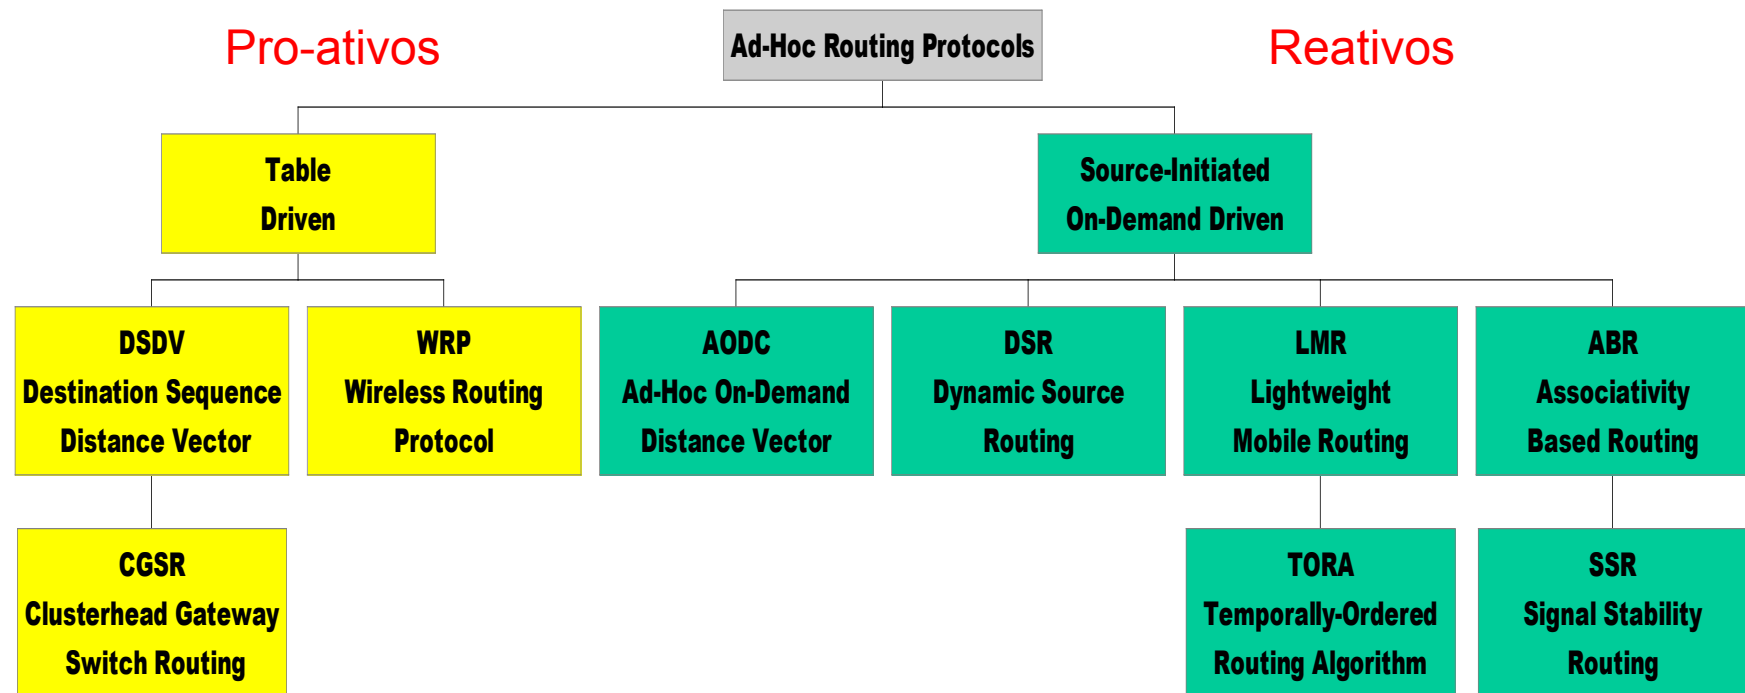 Pro-ativos
Ad-Hoc Routing Protocols
Reativos
Table
Driven
Source-Initiated
On-Demand Driven
DSDV
Destination Sequence
Distance Vector
WRP
Wireless Routing
Protocol
AODC
Ad-Hoc On-Demand
Distance Vector
DSR
Dynamic Source
Routing
LMR
Lightweight
Mobile Routing
ABR
Associativity
Based Routing
CGSR
Clusterhead Gateway
Switch Routing
TORA
Temporally-Ordered
Routing Algorithm
SSR
Signal Stability
Routing